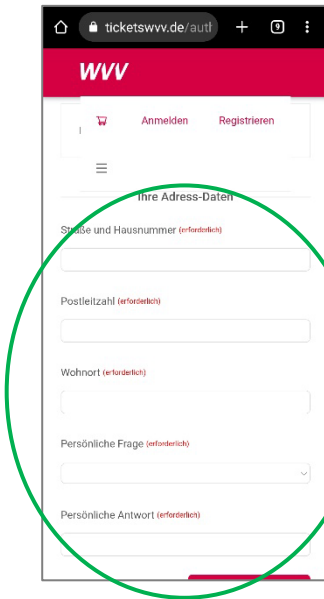 ticketswvv.de/auth
9
WVV
Anmelden Registrieren
Ihre Adress-Daten
Straße und Hausnummer (erforderlich)
Postleitzahl (erforderlich)
Wohnort (erforderlich)
Persönliche Frage (erforderlich)
Persönliche Antwort (erforderlich)